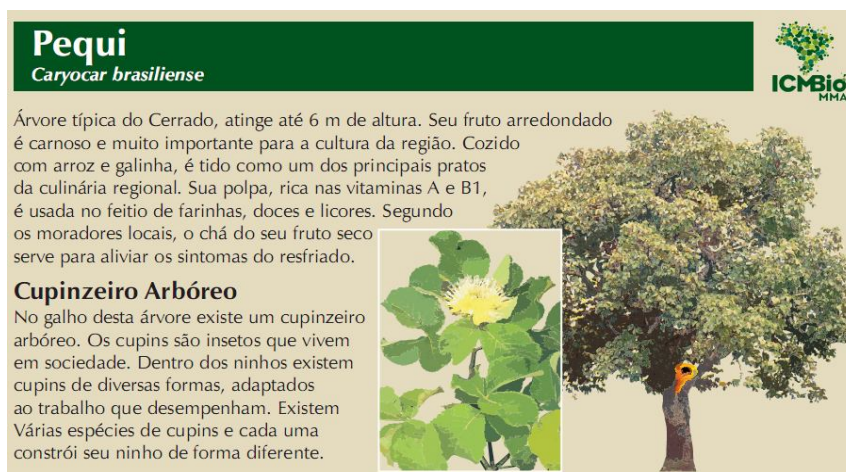 Pequi
Caryocar brasiliense
ICMBio
MMA
Árvore típica do Cerrado, atinge até 6 m de altura. Seu fruto arredondado
é carnoso e muito importante para a cultura da região. Cozido
com arroz e galinha, é tido como um dos principais pratos
da culinária regional. Sua polpa, rica nas vitaminas A e B1,
é usada no feitio de farinhas, doces e licores. Segundo
os moradores locais, o chá do seu fruto seco
serve para aliviar os sintomas do resfriado.
Cupinzeiro Arbóreo
No galho desta árvore existe um cupinzeiro
arbóreo. Os cupins são insetos que vivem
em sociedade. Dentro dos ninhos existem
cupins de diversas formas, adaptados
ao trabalho que desempenham. Existem
Várias espécies de cupins e cada uma
constrói seu ninho de forma diferente.